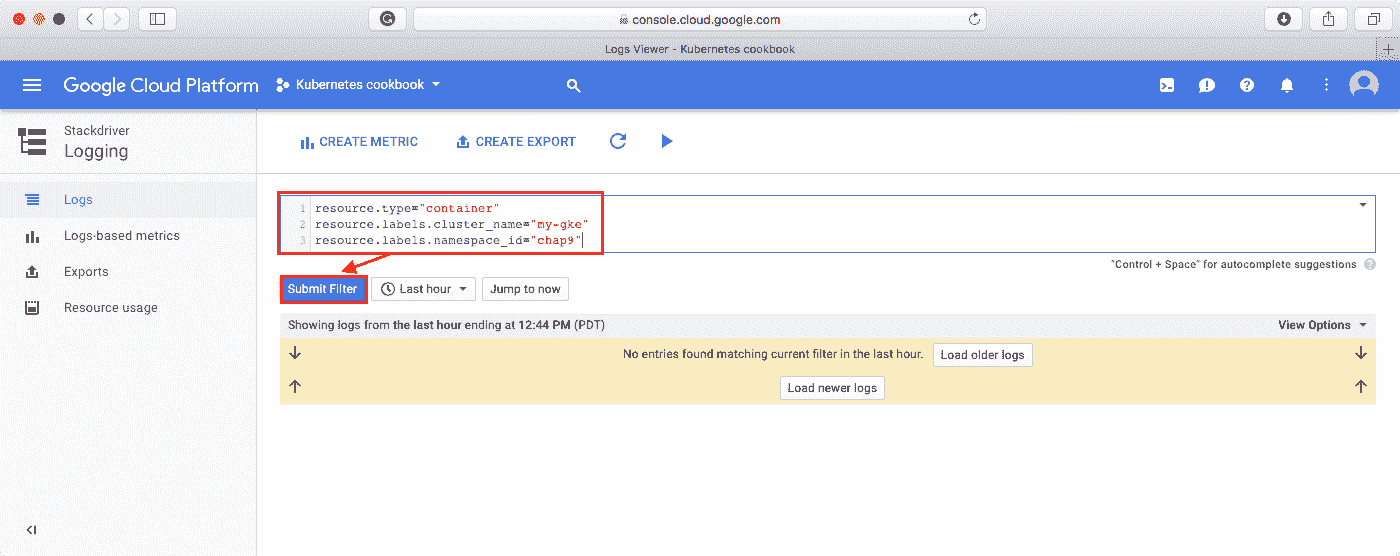 console.cloud.google.com
Logs Viewer - Kubernetes cookbook
Google Cloud Platform Kubernetes cookbook
Stackdriver
Logging
CREATE METRIC CREATE EXPORT
Logs
Logs-based metrics
Exports
Resource usage
1 resource.type="container"
2 resource.labels.cluster_name="my-gke"
3 resource.labels.namespace_id="chap9"
"Control + Space" for autocomplete suggestions
Submit Filter Last hour Jump to now
Showing logs from the last hour ending at 12:44 PM (PDT) View Options
No entries found matching current filter in the last hour. Load older logs
Load newer logs